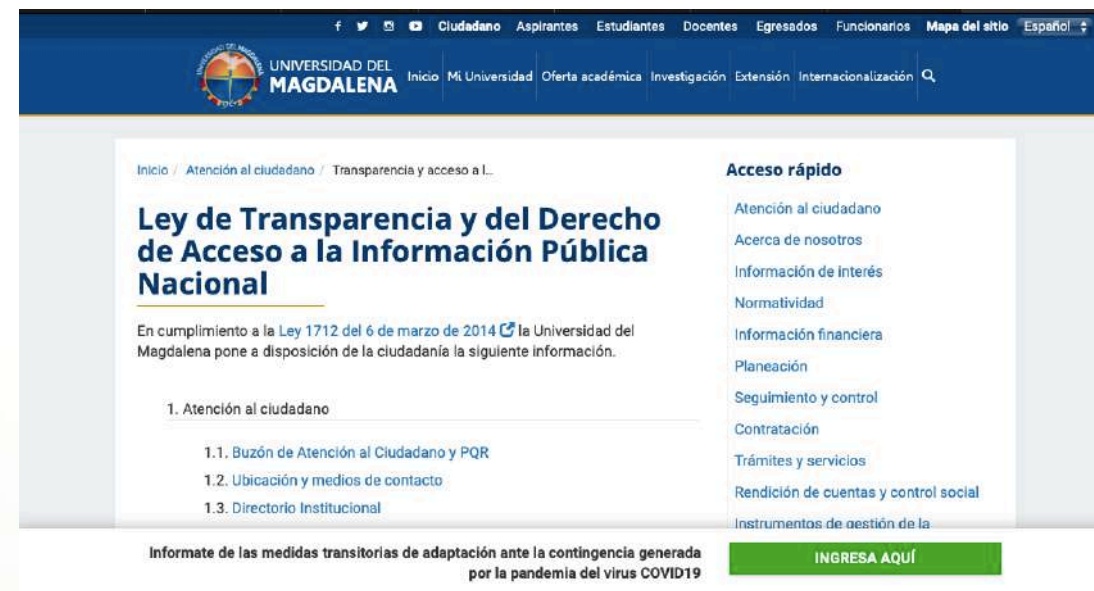 Ciudadano Aspirantes Estudiantes Docentes Egresados Funcionarios Mapa del sitio Español
UNIVERSIDAD DEL
MAGDALENA
Inicio Mi Universidad Oferta académica Investigación Extensión Internacionalización
Inicio / Atención al ciudadano / Transparencia y acceso a l...
Ley de Transparencia y del Derecho
de Acceso a la Información Pública
Nacional
En cumplimiento a la Ley 1712 del 6 de marzo de 2014 la Universidad del
Magdalena pone a disposición de la ciudadanía la siguiente información.
1. Atención al ciudadano
1.1. Buzón de Atención al Ciudadano y PQR
1.2. Ubicación y medios de contacto
1.3. Directorio Institucional
Acceso rápido
Atención al ciudadano
Acerca de nosotros
Información de interés
Normatividad
Información financiera
Planeación
Seguimiento y control
Contratación
Trámites y servicios
Rendición de cuentas y control social
Instrumentos de gestión de la
Informate de las medidas transitorias de adaptación ante la contingencia generada
por la pandemia del virus COVID19
INGRESA AQUÍ